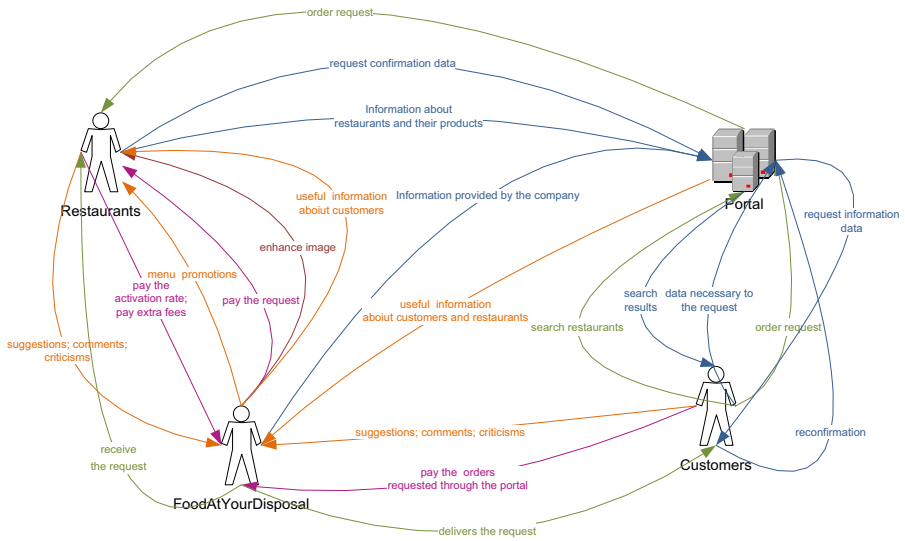 order request
request confirmation data
Information about
restaurants and their products
Restaurants
useful  information
aboiut customers
Information provided by the company
Portal
request information
data
enhance image
menu  promotions
pay the
activation rate;
pay extra fees
pay the request
search
results
data necessary to
the request
useful  information
aboiut customers and restaurants
search restaurants
order request
suggestions; comments;
criticisms
suggestions; comments; criticisms
reconfirmation
receive
the request
Customers
pay the  orders
requested through the portal
FoodAtYourDisposal
delivers the request